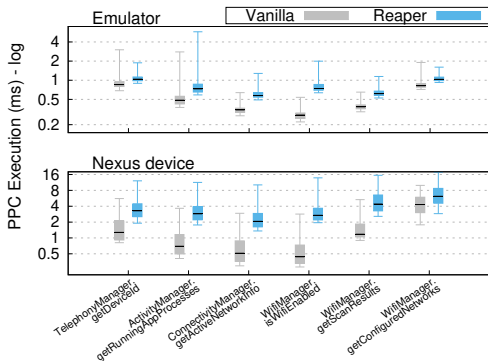 Vanilla Reaper
Emulator
4
2
1
0.5
0.2
Nexus device
16
8
4
2
1
0.5
PPC Execution (ms) - log
TelephonyManager.
getDeviceId
ActivityManager.
getRunningAppProcesses
ConnectivityManager.
getActiveNetworkInfo
WifiManager.
isWifiEnabled
WifiManager.
getScanResults
WifiManager.
getConfiguredNetworks